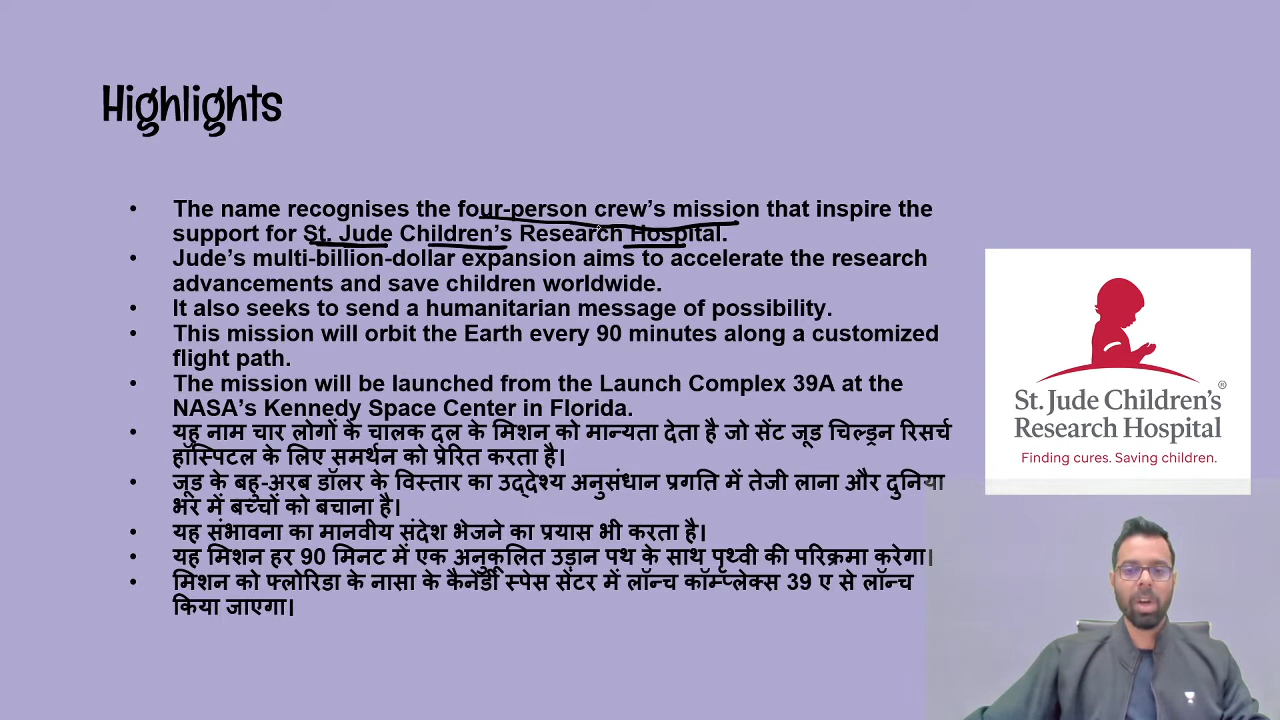 Highlights
• The name recognises the four-person crew's mission that inspire the
support for St. Jude Children's Research Hospital.
• Jude's multi-billion-dollar expansion aims to accelerate the research
advancements and save children worldwide.
• It also seeks to send a humanitarian message of possibility.
• This mission will orbit the Earth every 90 minutes along a customized
flight path.
• The mission will be launched from the Launch Complex 39A at the
NASA's Kennedy Space Center in Florida.
• यह नाम चार लोगों के चालक दल के मिशन को मान्यता देता है जो सेंट जूड चिल्ड्रन रिसर्च
हॉस्पिटल के लिए समर्थन को प्रेरित करता है।
• जूड के बहु-अरब डॉलर के विस्तार का उद्देश्य अनुसंधान प्रगति में तेजी लाना और दुनिया
भर में बच्चों को बचाना है।
• यह संभावना का मानवीय संदेश भेजने का प्रयास भी करता है।
• यह मिशन हर 90 मिनट में एक अनुकूलित उड़ान पथ के साथ पृथ्वी की परिक्रमा करेगा।
• मिशन को फ्लोरिडा के नासा के कैनेडी स्पेस सेंटर में लॉन्च कॉम्प्लेक्स 39 ए से लॉन्च
किया जाएगा।
St. Jude Children's®
Research Hospital
Finding cures. Saving children.